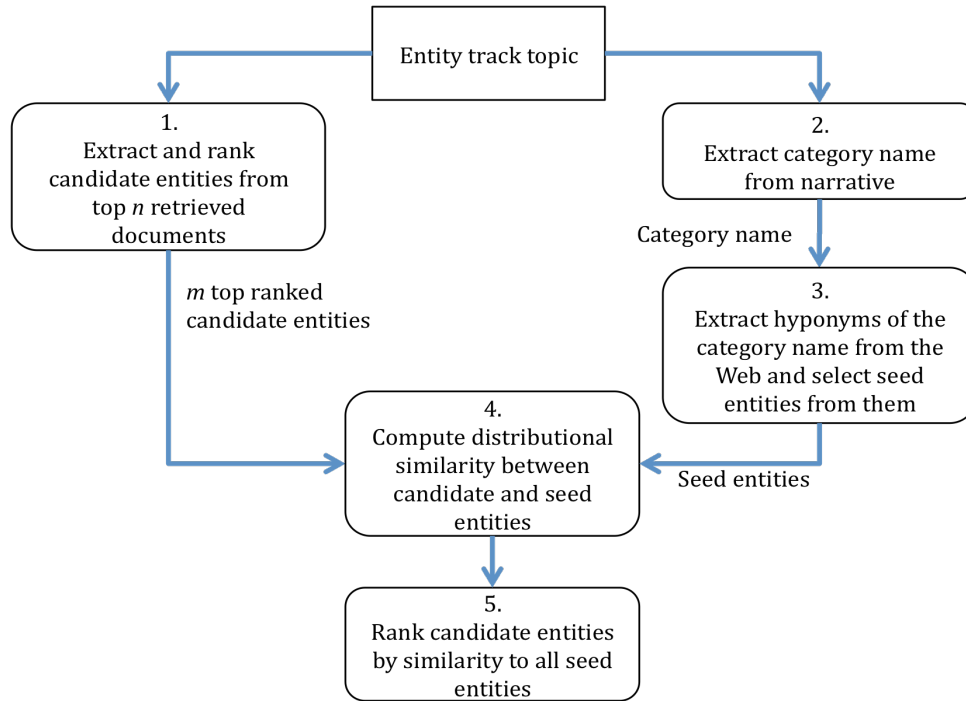 Entity track topic
1.
Extract and rank
candidate entities from
top n retrieved
documents
2.
Extract category name
from narrative
Category name
m top ranked
candidate entities
3.
Extract hyponyms of the
category name from the
Web and select seed
entities from them
4.
Compute distributional
similarity between
candidate and seed
entities
Seed entities
5.
Rank candidate entities
by similarity to all seed
entities